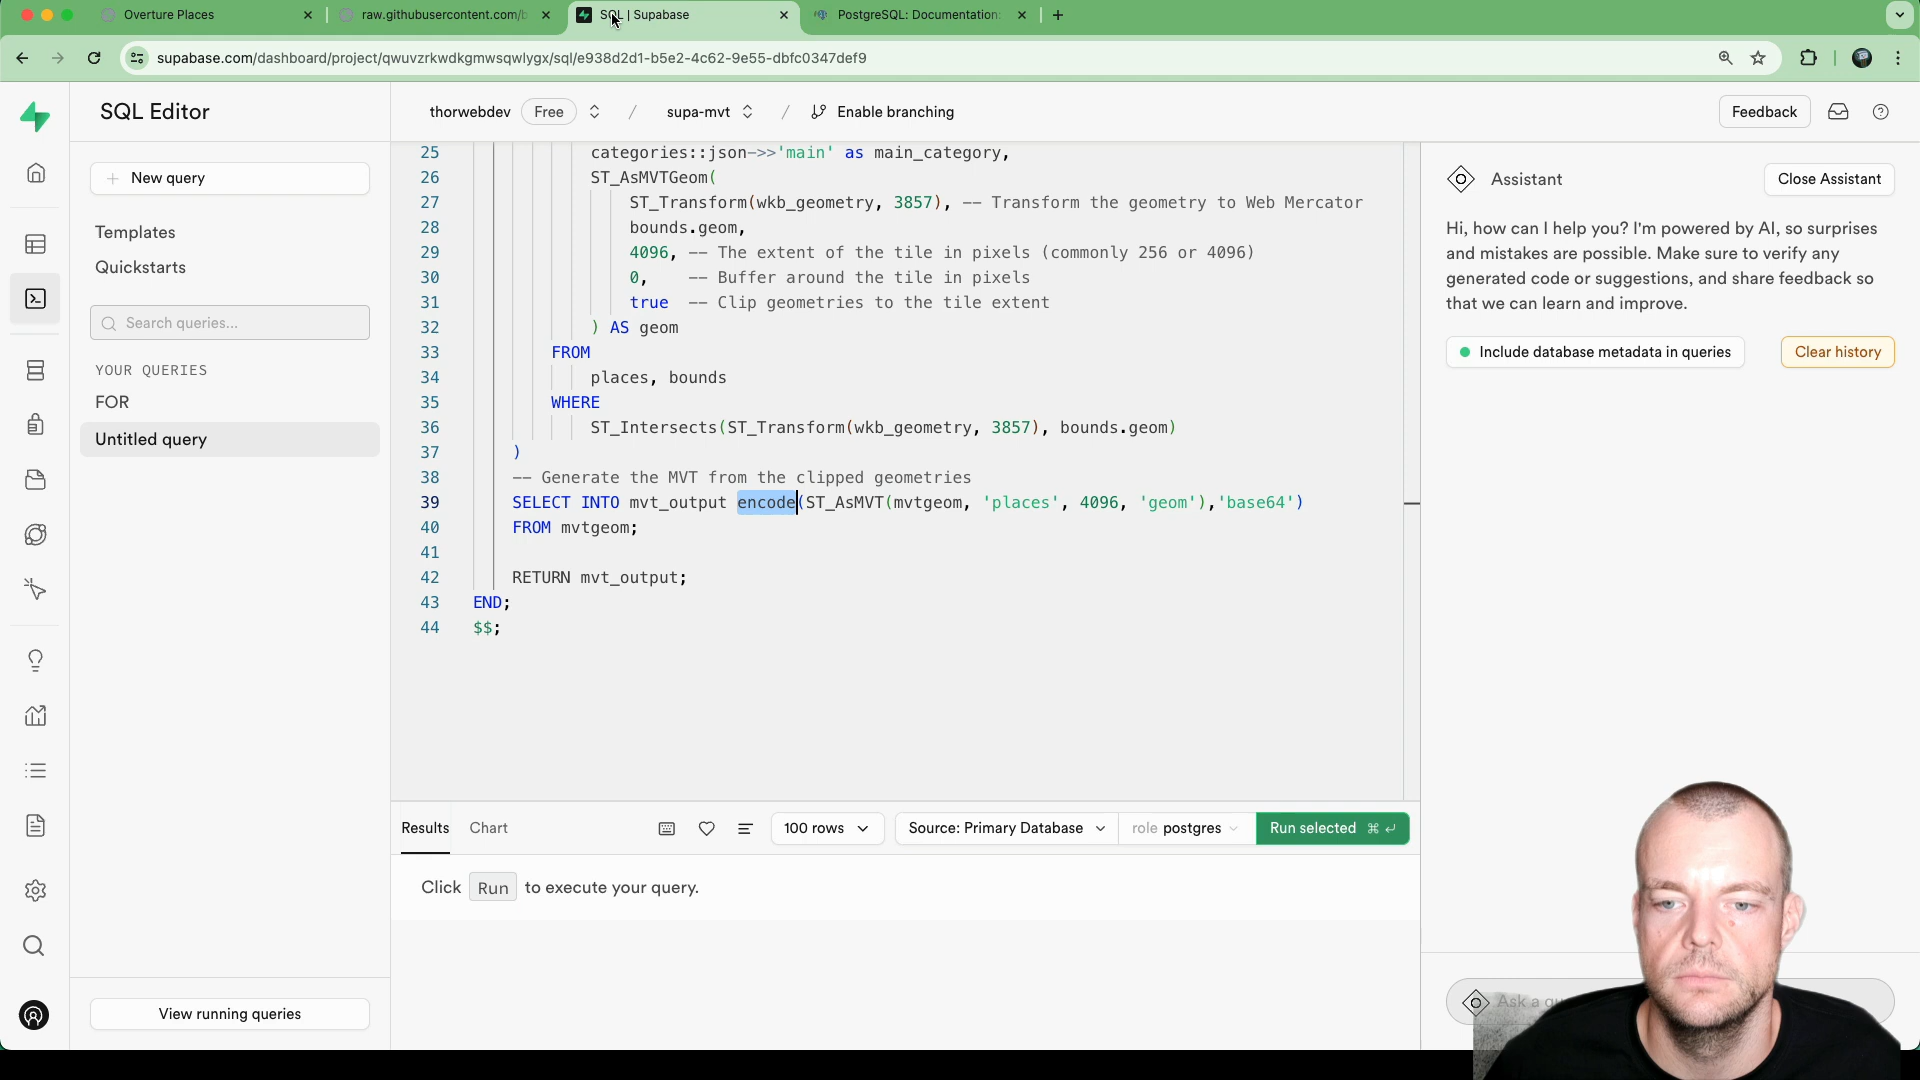 Overture Places
raw.githubusercontent.com/b
SQL | Supabase
PostgreSQL: Documentation:
supabase.com/dashboard/project/qwuvzrkwdkgmwsqwlygx/sql/e938d2d1-b5e2-4c62-9e55-dbfc0347def9
SQL Editor
thorwebdev Free / supa-mvt / Enable branching
Feedback
New query
Templates
Quickstarts
Search queries...
YOUR QUERIES
FOR
Untitled query
View running queries
25 categories::json->>'main' as main_category,
26 ST_AsMVTGeom(
27 ST_Transform(wkb_geometry, 3857), -- Transform the geometry to Web Mercator
28 bounds.geom,
29 4096, -- The extent of the tile in pixels (commonly 256 or 4096)
30 0, -- Buffer around the tile in pixels
31 true -- Clip geometries to the tile extent
32 ) AS geom
33 FROM
34 places, bounds
35 WHERE
36 ST_Intersects(ST_Transform(wkb_geometry, 3857), bounds.geom)
37 )
38 -- Generate the MVT from the clipped geometries
39 SELECT INTO mvt_output encode(ST_AsMVT(mvtgeom, 'places', 4096, 'geom'),'base64')
40 FROM mvtgeom;
41
42 RETURN mvt_output;
43 END;
44 $$;
Results
Chart
100 rows
Source: Primary Database
role postgres
Run selected ⌘ ↵
Click Run to execute your query.
Assistant
Close Assistant
Hi, how can I help you? I'm powered by AI, so surprises
and mistakes are possible. Make sure to verify any
generated code or suggestions, and share feedback so
that we can learn and improve.
Include database metadata in queries
Clear history
Ask a